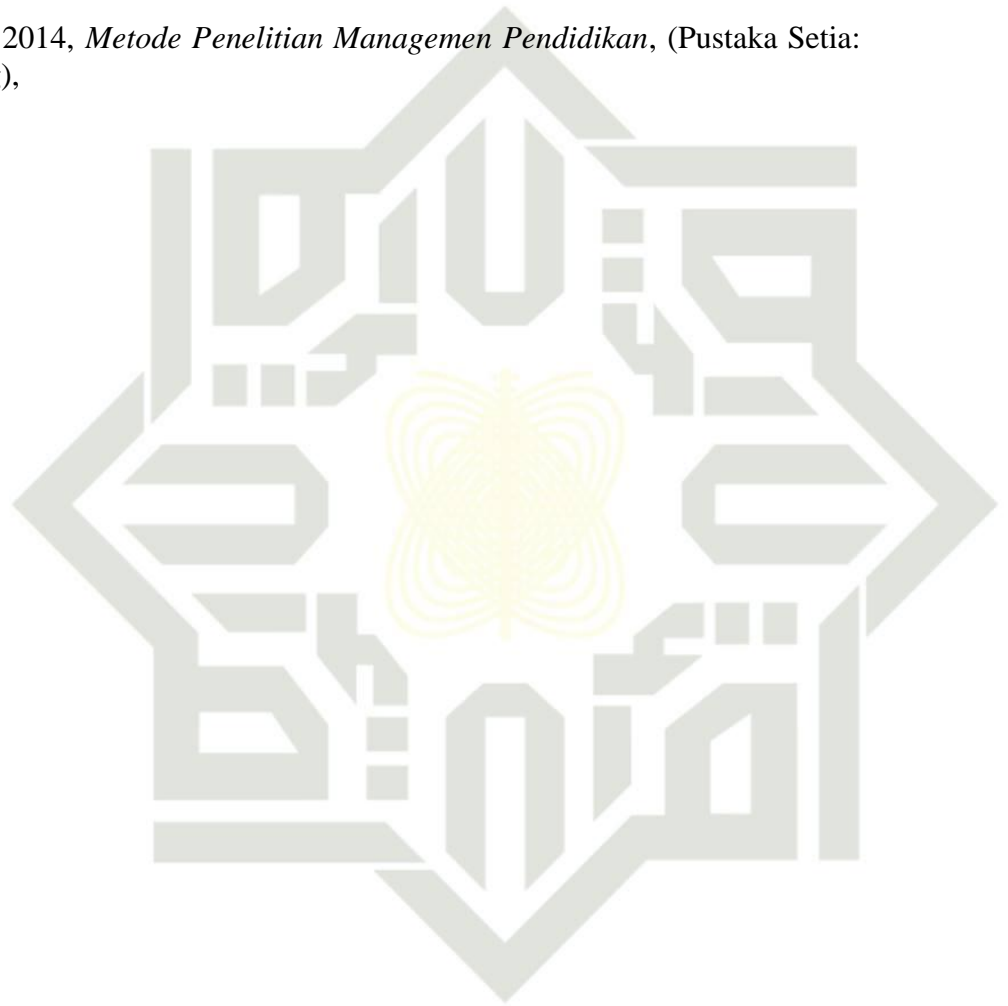 2014, Metode Penelitian Managemen Pendidikan, (Pustaka Setia:
),